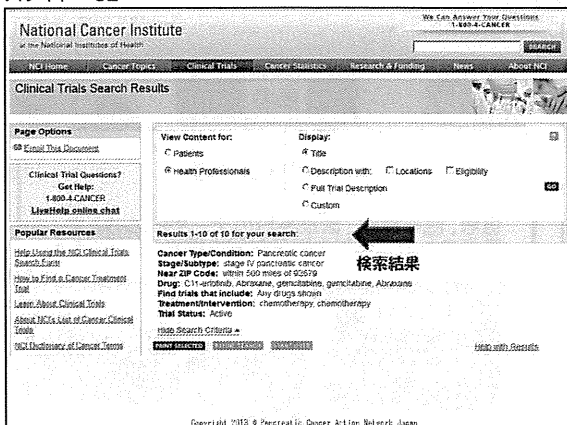 National Cancer Institute
at the National Institutes of Health
We Can Answer Your Questions
1-800-4-CANCER
SEARCH
NCI Home Cancer Topics Clinical Trials Cancer Statistics Research & Funding News About NCI
Clinical Trials Search Results
Page Options
Email This Document
Clinical Trial Questions?
Get Help:
1-800-4-CANCER
LiveHelp online chat
Popular Resources
Help Using the NCI Clinical Trials
Search Form
How to Find a Cancer Treatment
Trial
Learn About Clinical Trials
About NCI's List of Cancer Clinical
Trials
NCI Dictionary of Cancer Terms
View Content for:
Patients
Health Professionals
Display:
Title
Description with: Locations Eligibility
Full Trial Description
Custom
GO
Results 1-10 of 10 for your search:
検索結果
Cancer Type/Condition: Pancreatic cancer
Stage/Subtype: stage IV pancreatic cancer
Near ZIP Code: within 500 miles of 92679
Drug: C11-erlotinib, Abraxane, gemcitabine, gemcitabine, Abraxane
Find trials that include: Any drugs shown
Treatment/Intervention: chemotherapy, chemotherapy
Trial Status: Active
Hide Search Criteria
PRINT SELECTED
Help with Results
Copyright 2013 @ Pancreatic Cancer Action Network Japan